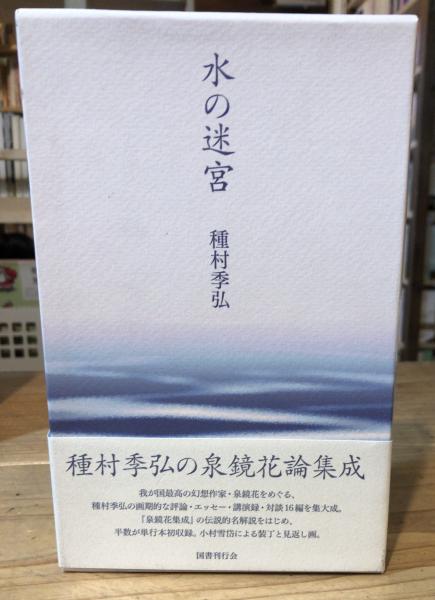 水の迷宮
種村季弘
種村季弘の泉鏡花論集成
我が国最高の幻想作家・泉鏡花をめぐる、
種村季弘の画期的な評論・エッセー・講演録・対談16編を集大成。
『泉鏡花集成』の伝説的名解説をはじめ、
半数が単行本初収録。小村雪岱による装丁と見返し画。
国書刊行会